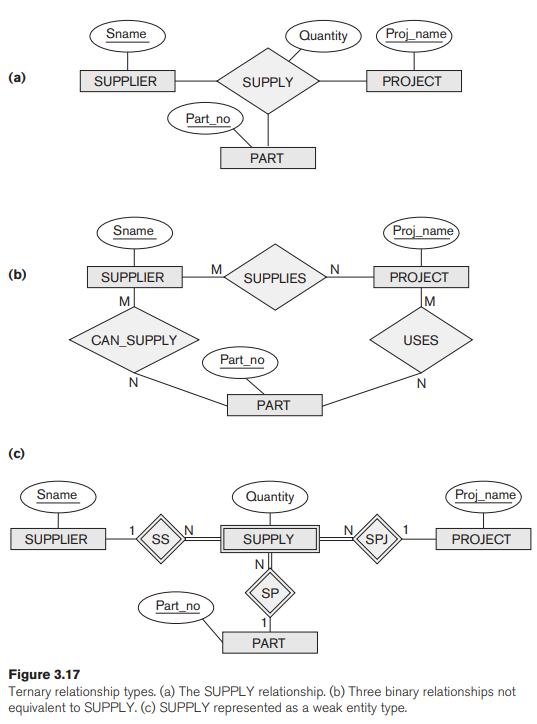 (a)
Sname
Quantity
Proj_name
SUPPLIER
SUPPLY
PROJECT
Part_no
PART
(b)
Sname
Proj_name
SUPPLIER
M
SUPPLIES
N
PROJECT
M
M
CAN_SUPPLY
USES
Part_no
N
N
PART
(c)
Sname
Quantity
Proj_name
SUPPLIER
1
SS
N
SUPPLY
N
SPJ
1
PROJECT
N
SP
Part_no
1
PART
Figure 3.17
Ternary relationship types. (a) The SUPPLY relationship. (b) Three binary relationships not
equivalent to SUPPLY. (c) SUPPLY represented as a weak entity type.